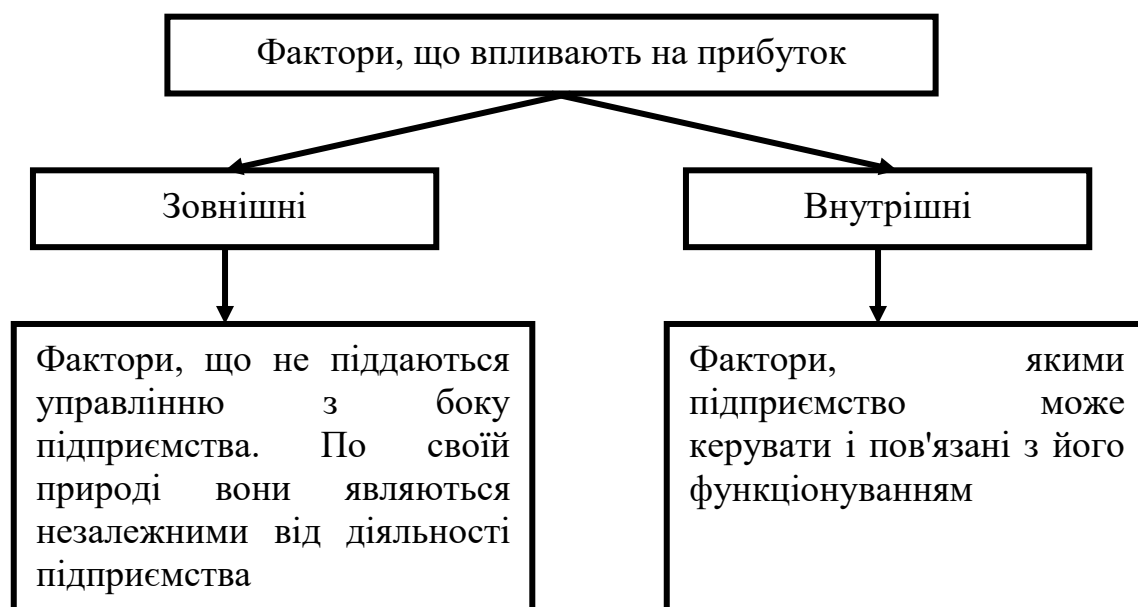 Фактори, що впливають на прибуток
Зовнішні
Внутрішні
Фактори, що не піддаються
управлінню з боку
підприємства. По своїй
природі вони являються
незалежними від діяльності
підприємства
Фактори, якими
підприємство може
керувати і пов'язані з його
функціонуванням